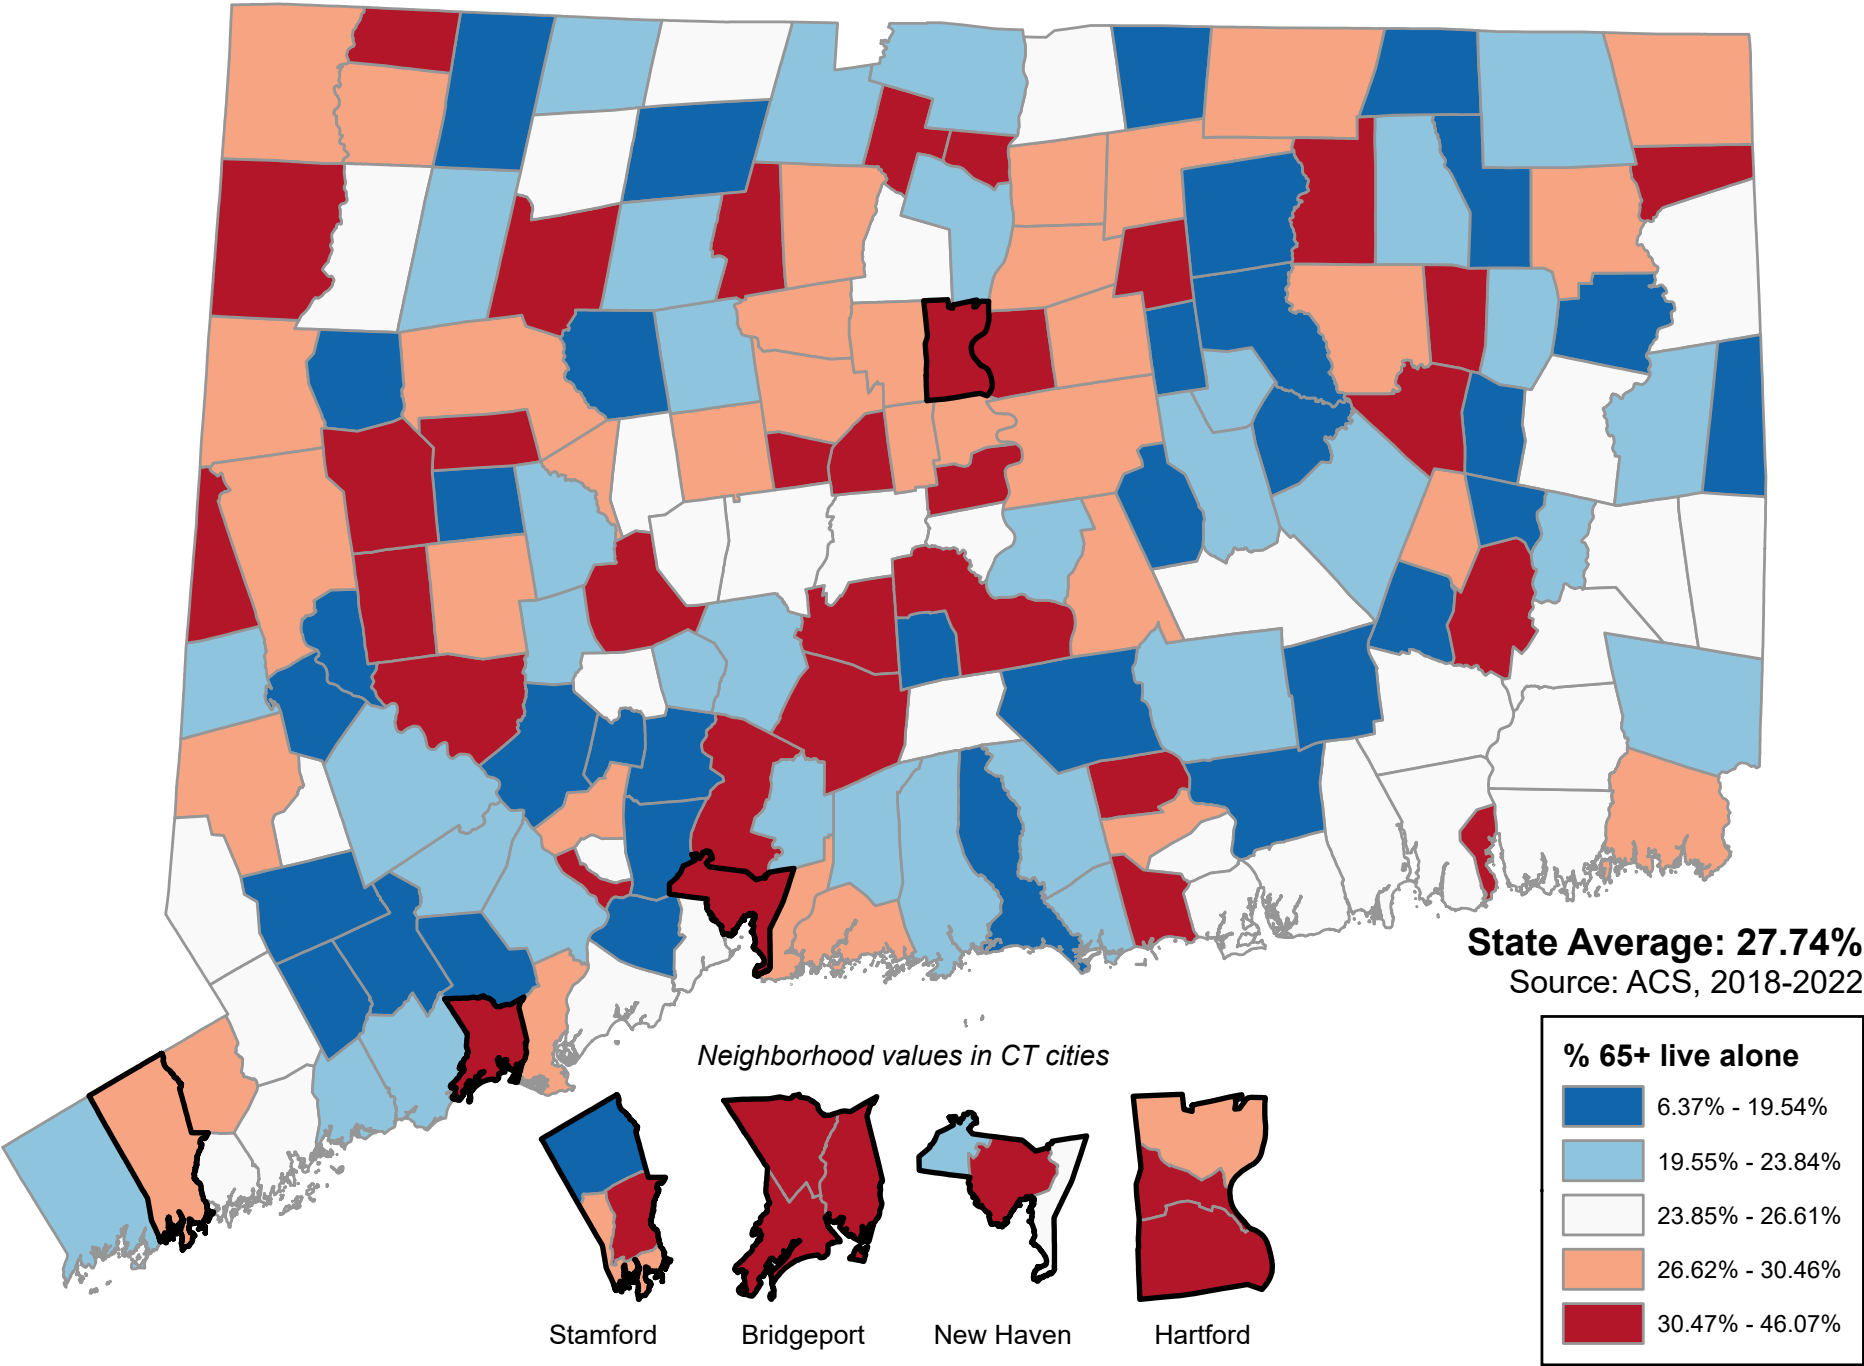 State Average: 27.74%
Source: ACS, 2018-2022
Neighborhood values in CT cities
% 65+ live alone
6.37% - 19.54%
19.55% - 23.84%
23.85% - 26.61%
26.62% - 30.46%
30.47% - 46.07%
Stamford
Bridgeport
New Haven
Hartford